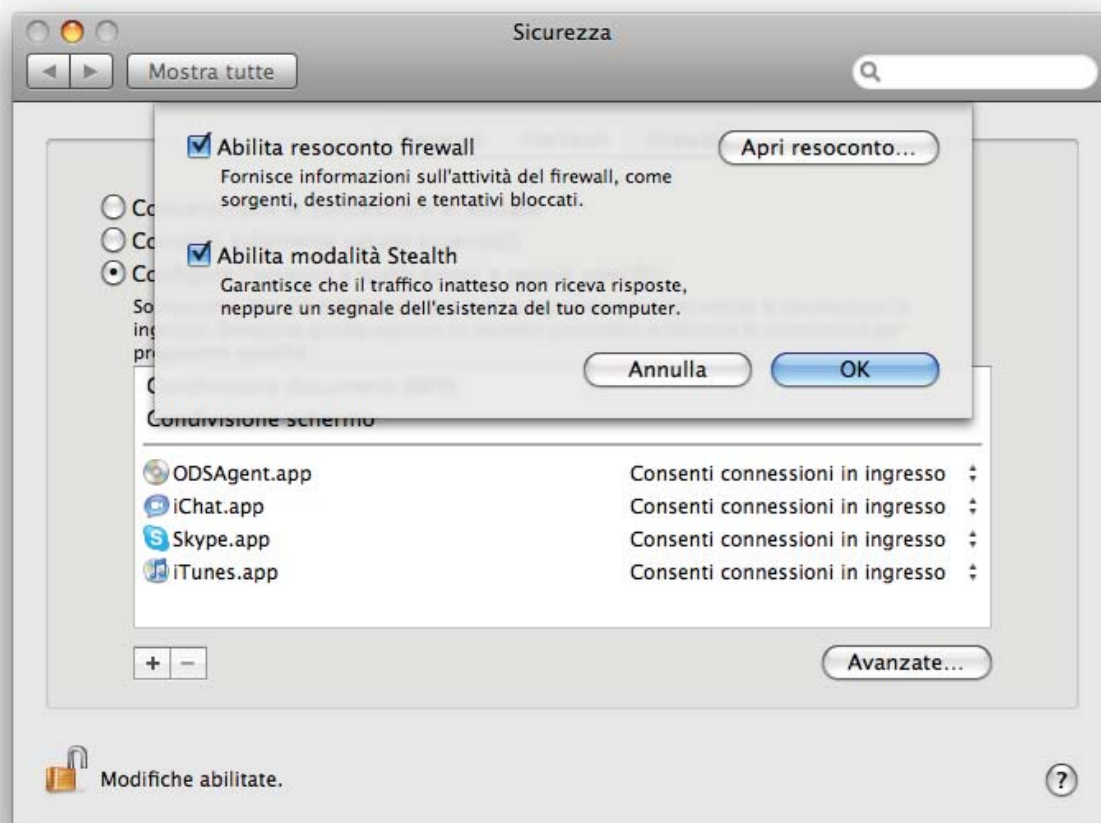 Sicurezza
Mostra tutte
Abilita resoconto firewall
Apri resoconto...
Fornisce informazioni sull'attività del firewall, come
sorgenti, destinazioni e tentativi bloccati.
Abilita modalità Stealth
Garantisce che il traffico inatteso non riceva risposte,
neppure un segnale dell'esistenza del tuo computer.
Annulla
OK
Condivisione schermo
ODSAgent.app
Consenti connessioni in ingresso
iChat.app
Consenti connessioni in ingresso
Skype.app
Consenti connessioni in ingresso
iTunes.app
Consenti connessioni in ingresso
+ −
Avanzate...
Modifiche abilitate.
?